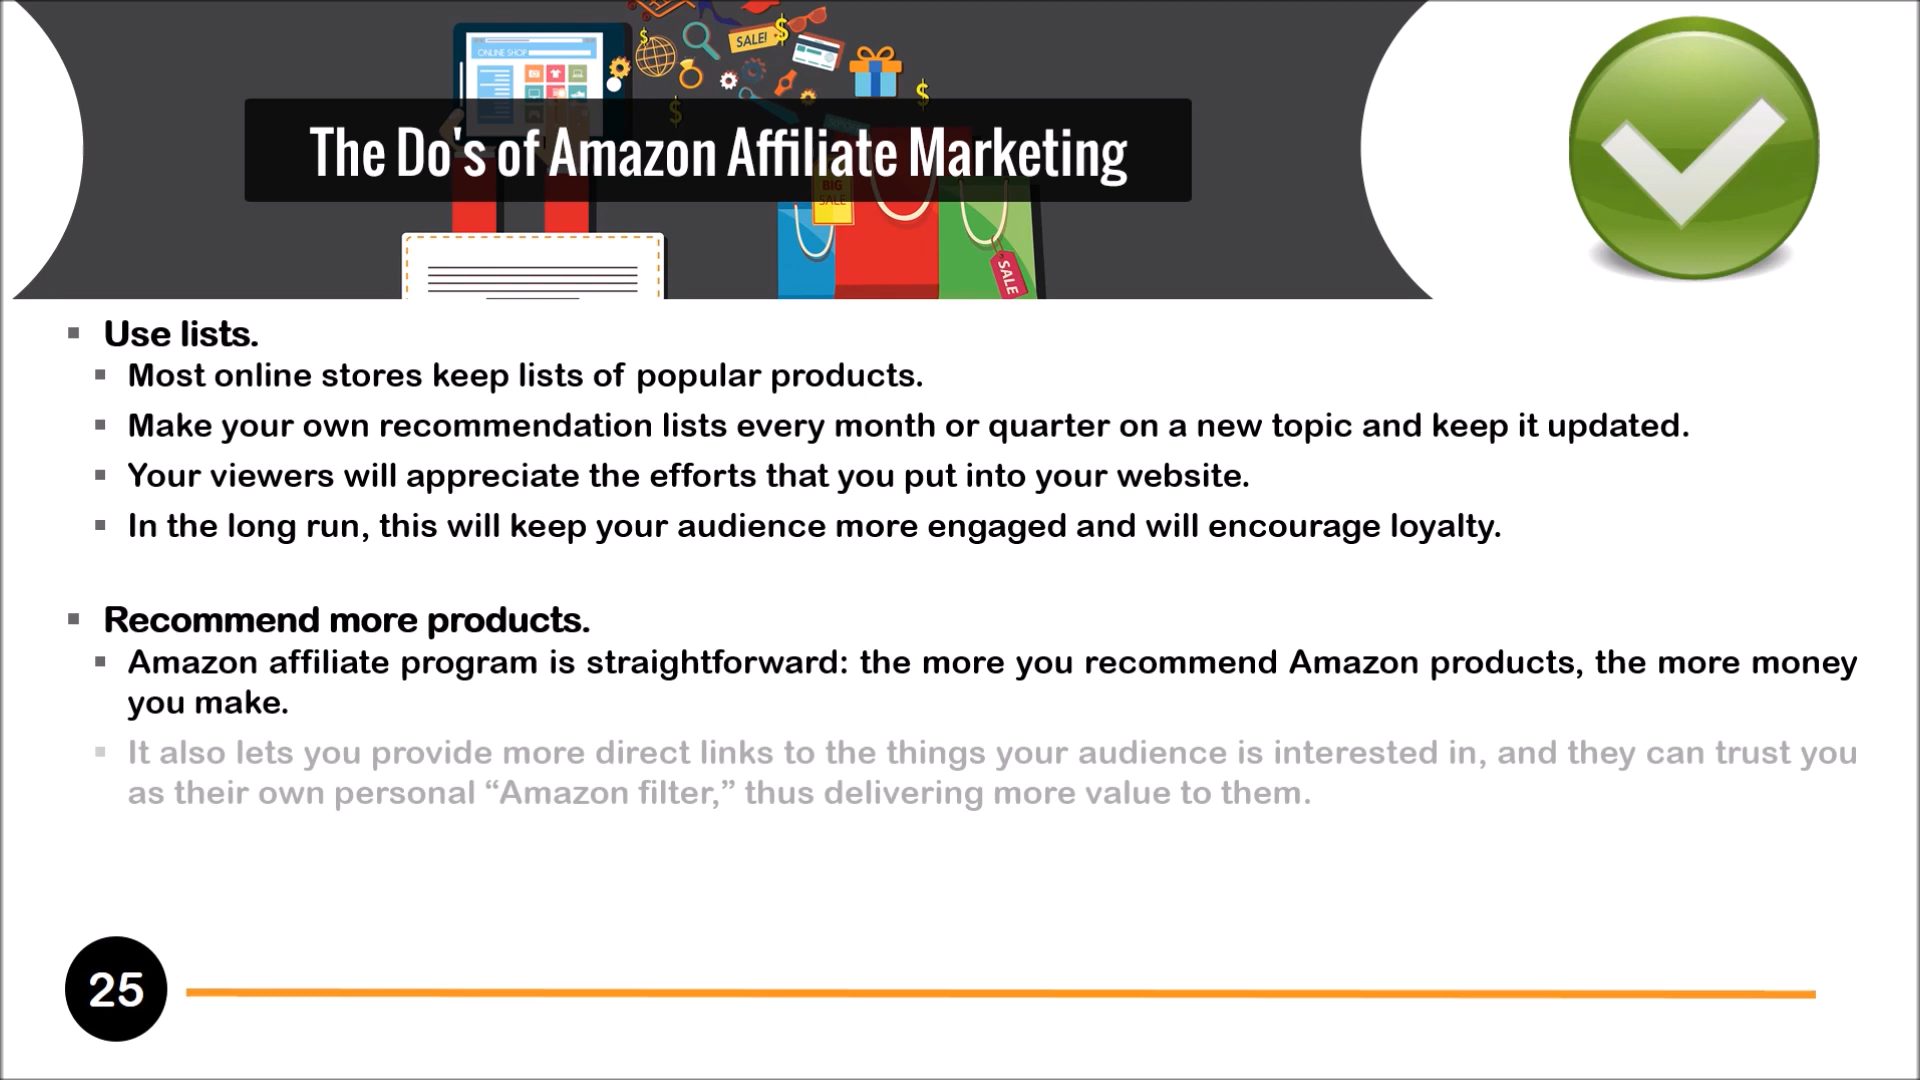 ONLINE SHOP
SALE!
The Do's of Amazon Affiliate Marketing
BIG
SALE
SALE
Use lists.
Most online stores keep lists of popular products.
Make your own recommendation lists every month or quarter on a new topic and keep it updated.
Your viewers will appreciate the efforts that you put into your website.
In the long run, this will keep your audience more engaged and will encourage loyalty.
Recommend more products.
Amazon affiliate program is straightforward: the more you recommend Amazon products, the more money
you make.
It also lets you provide more direct links to the things your audience is interested in, and they can trust you
as their own personal “Amazon filter,” thus delivering more value to them.
25